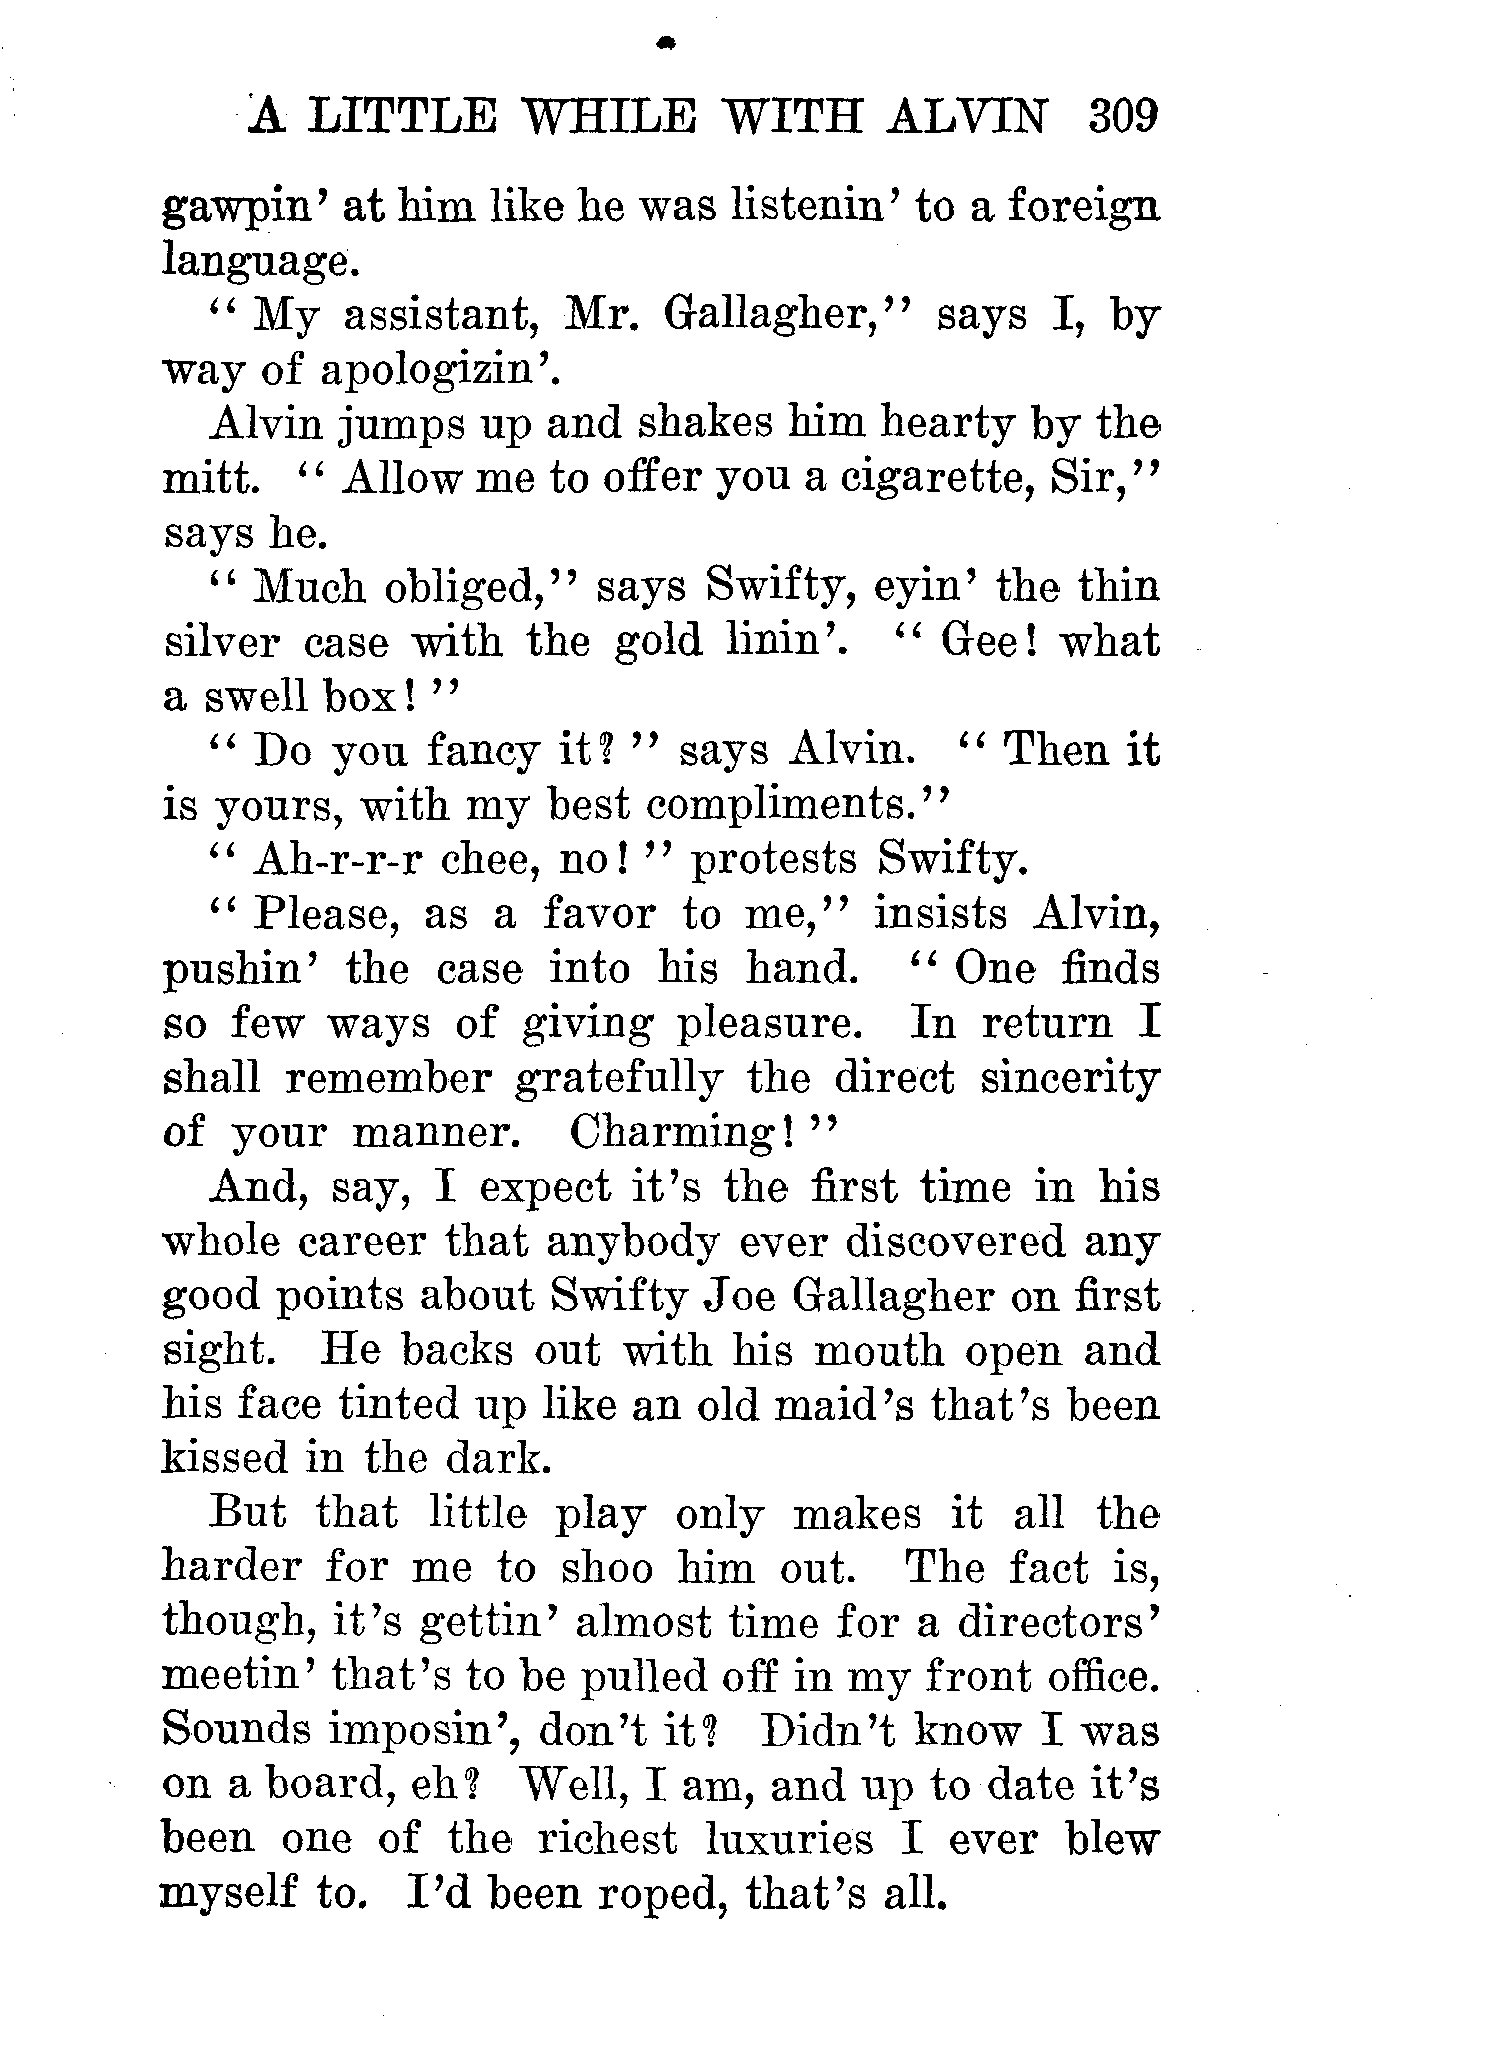 A LITTLE WHILE WITH ALVIN 309
gawpin’ at him like he was listenin’ to a foreign
language.
“ My assistant, Mr. Gallagher,” says I, by
way of apologizin’.
Alvin jumps up and shakes him hearty by the
mitt. “ Allow me to offer you a cigarette, Sir,”
says he.
“ Much obliged,” says Swifty, eyin’ the thin
silver case with the gold linin’. “ Gee! what
a swell box! ”
“ Do you fancy it? ” says Alvin. “ Then it
is yours, with my best compliments.”
“ Ah-r-r-r chee, no! ” protests Swifty.
“ Please, as a favor to me,” insists Alvin,
pushin’ the case into his hand. “ One finds
so few ways of giving pleasure. In return I
shall remember gratefully the direct sincerity
of your manner. Charming! ”
And, say, I expect it’s the first time in his
whole career that anybody ever discovered any
good points about Swifty Joe Gallagher on first
sight. He backs out with his mouth open and
his face tinted up like an old maid’s that’s been
kissed in the dark.
But that little play only makes it all the
harder for me to shoo him out. The fact is,
though, it’s gettin’ almost time for a directors’
meetin’ that’s to be pulled off in my front office.
Sounds imposin’, don’t it? Didn’t know I was
on a board, eh? Well, I am, and up to date it’s
been one of the richest luxuries I ever blew
myself to. I’d been roped, that’s all.